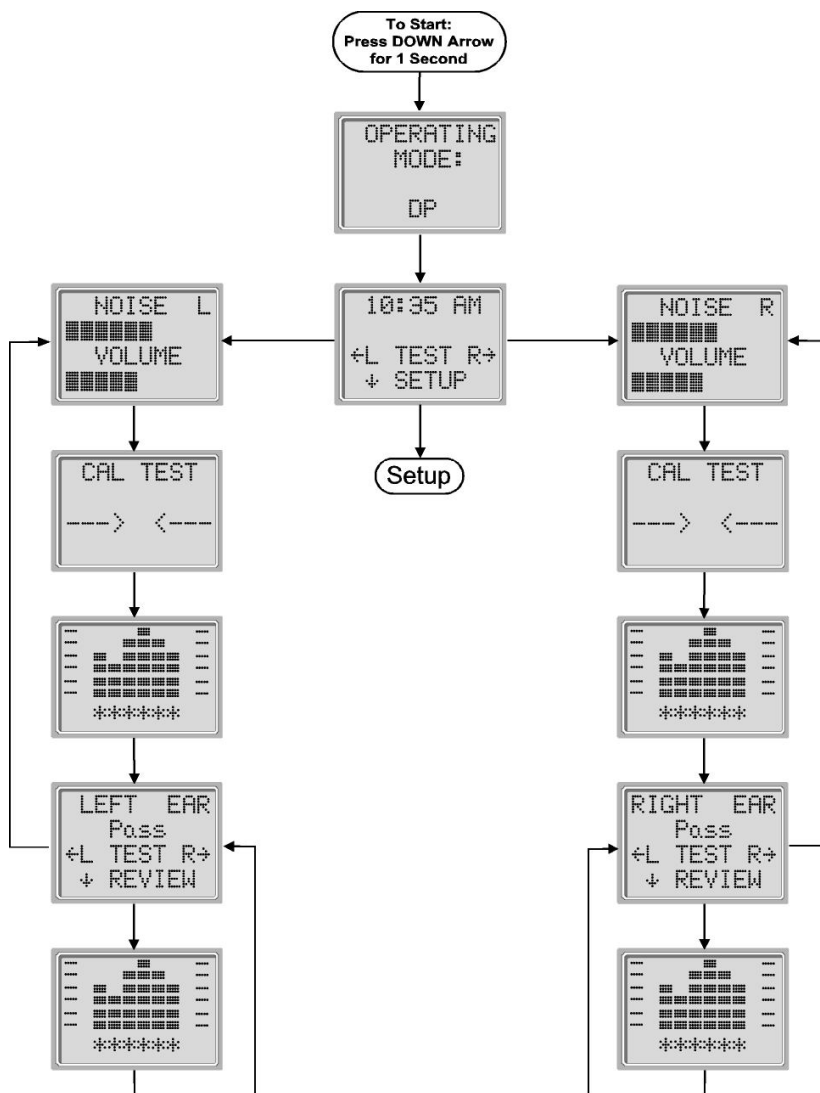 To Start:
Press DOWN Arrow
for 1 Second
OPERATING
MODE:
DP
NOISE L
VOLUME
10:35 AM
←L TEST R→
↓ SETUP
NOISE R
VOLUME
CAL TEST
----> <----
Setup
CAL TEST
----> <----
******
******
LEFT EAR
Pass
←L TEST R→
↓ REVIEW
RIGHT EAR
Pass
←L TEST R→
↓ REVIEW
******
******